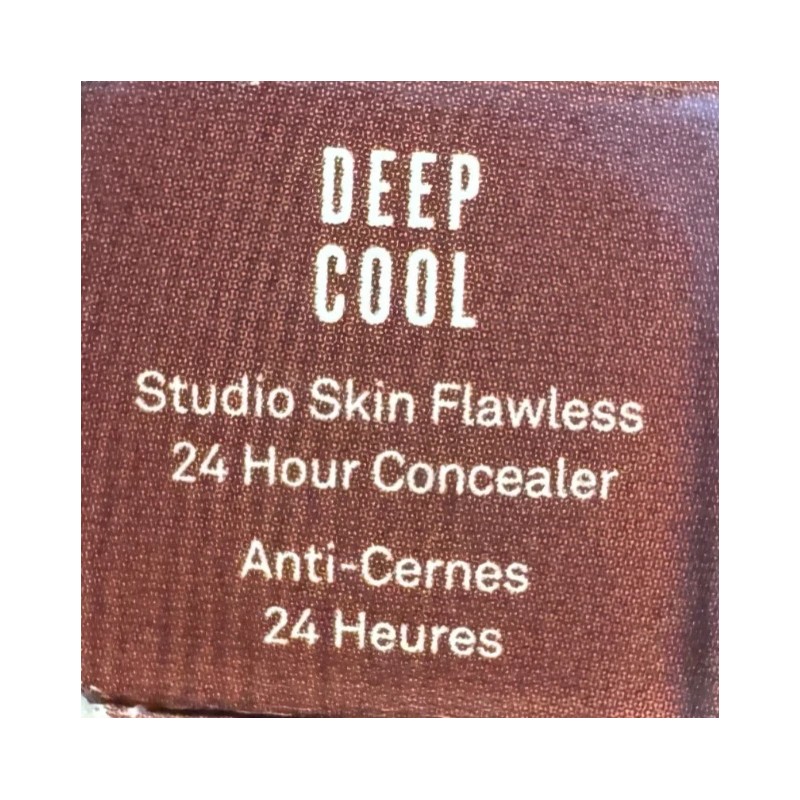 DEEP
COOL
Studio Skin Flawless
24 Hour Concealer
Anti-Cernes
24 Heures